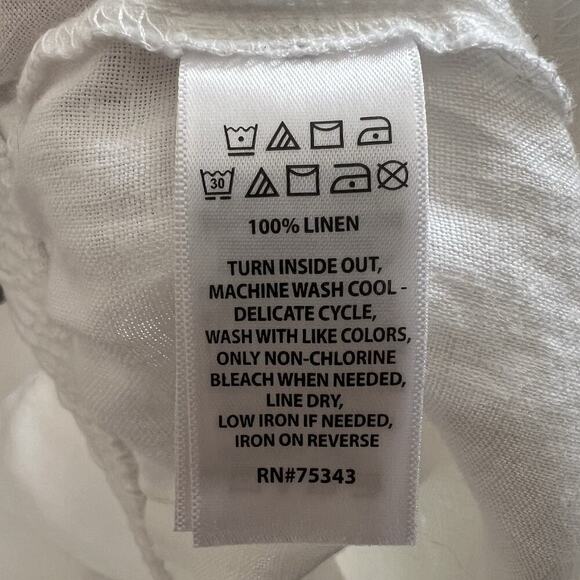 30
100% LINEN
TURN INSIDE OUT,
MACHINE WASH COOL -
DELICATE CYCLE,
WASH WITH LIKE COLORS,
ONLY NON-CHLORINE
BLEACH WHEN NEEDED,
LINE DRY,
LOW IRON IF NEEDED,
IRON ON REVERSE
RN#75343